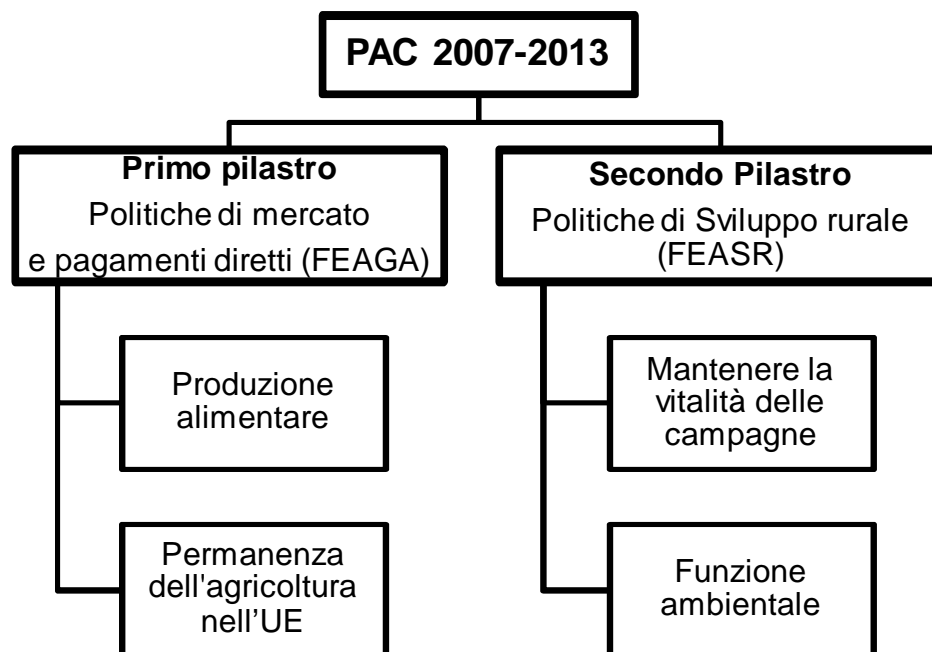 PAC 2007-2013
Primo pilastro
Politiche di mercato
e pagamenti diretti (FEAGA)
Secondo Pilastro
Politiche di Sviluppo rurale
(FEASR)
Produzione
alimentare
Mantenere la
vitalità delle
campagne
Permanenza
dell'agricoltura
nell’UE
Funzione
ambientale